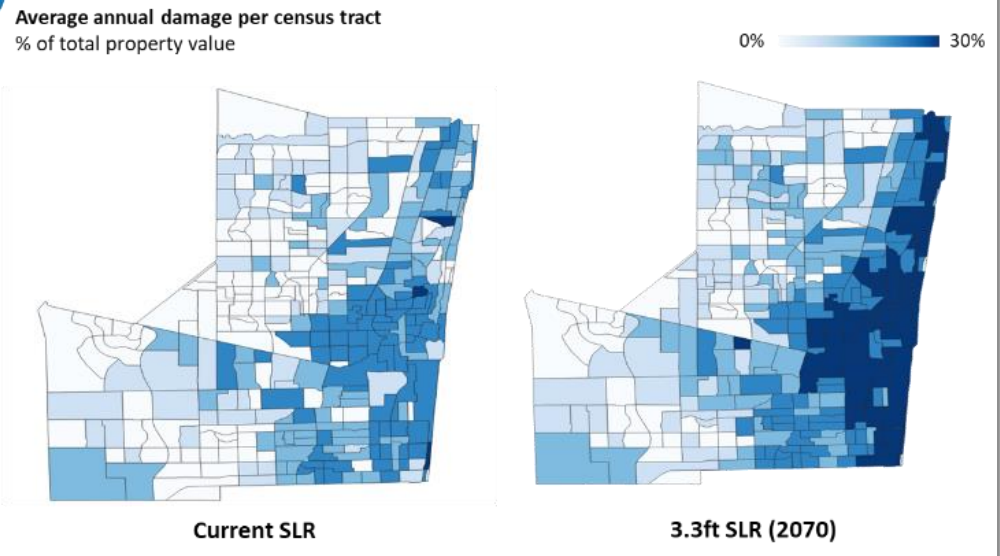 Average annual damage per census tract
% of total property value
0% 30%
Current SLR
3.3ft SLR (2070)